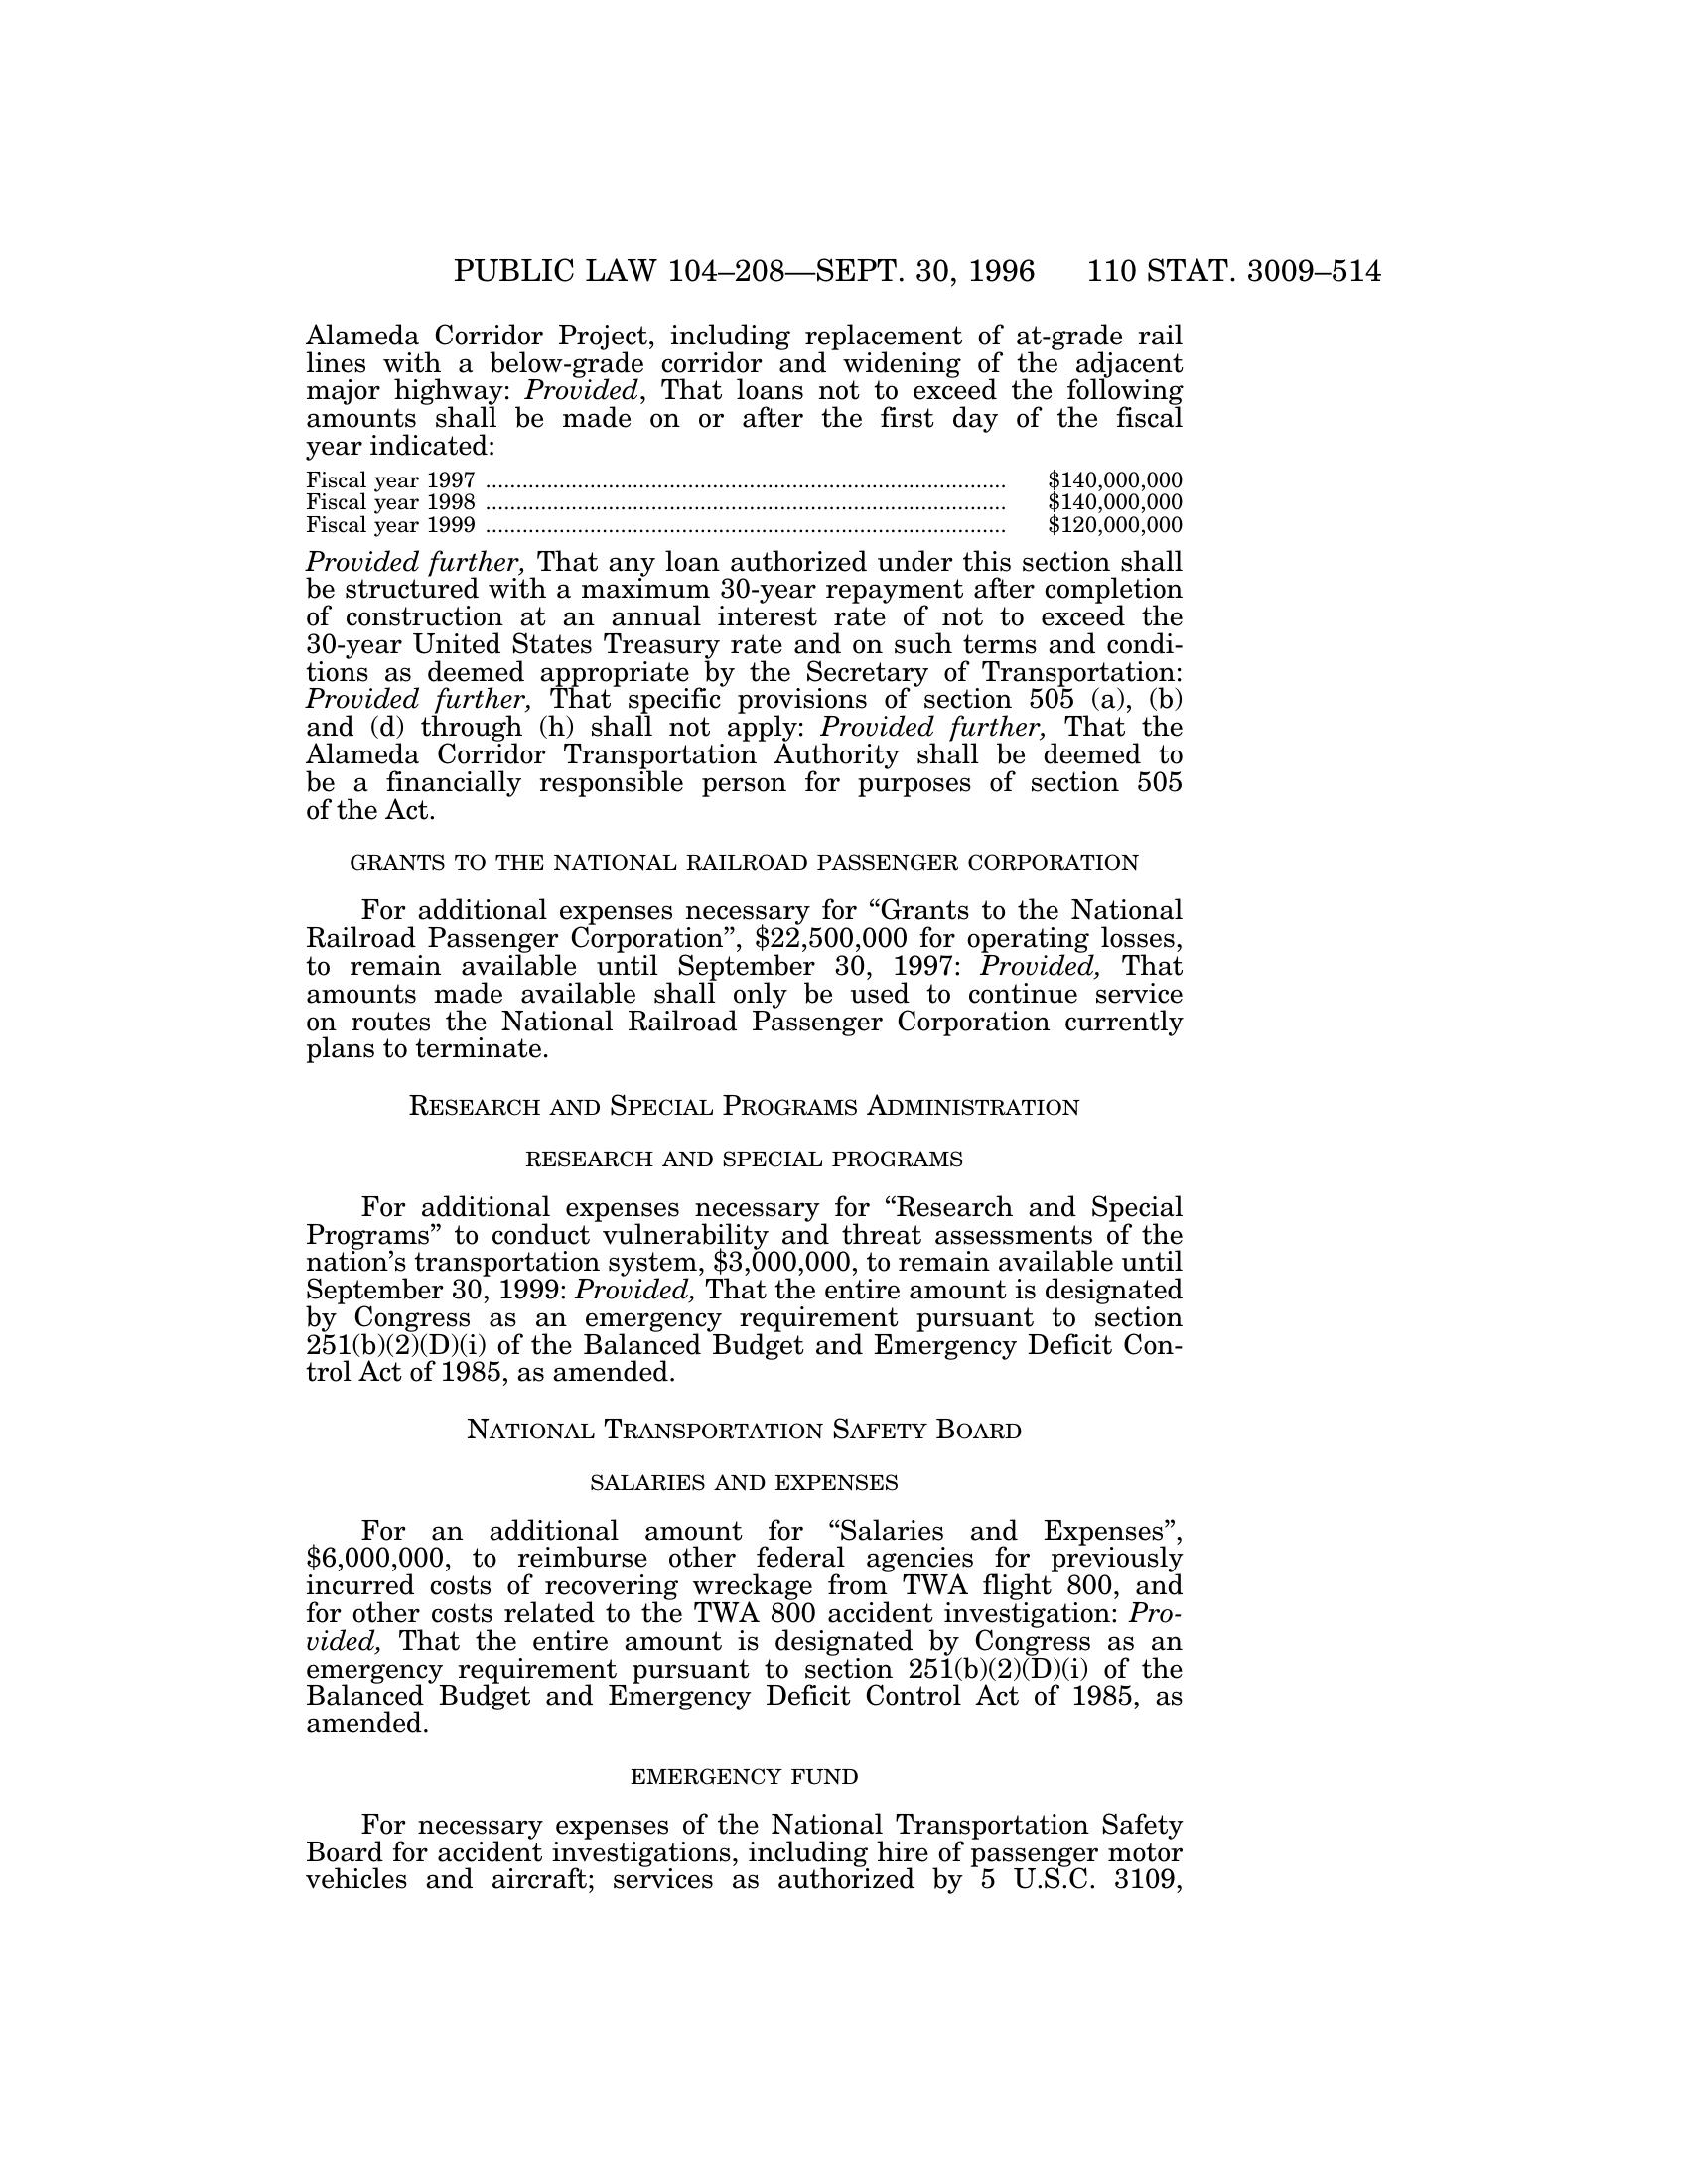 PUBLIC LAW 104–208—SEPT. 30, 1996 110 STAT. 3009–514
Alameda Corridor Project, including replacement of at-grade rail
lines with a below-grade corridor and widening of the adjacent
major highway: Provided, That loans not to exceed the following
amounts shall be made on or after the first day of the fiscal
year indicated:
Fiscal year 1997 .................................................................................... $140,000,000
Fiscal year 1998 .................................................................................... $140,000,000
Fiscal year 1999 .................................................................................... $120,000,000
Provided further, That any loan authorized under this section shall
be structured with a maximum 30-year repayment after completion
of construction at an annual interest rate of not to exceed the
30-year United States Treasury rate and on such terms and condi-
tions as deemed appropriate by the Secretary of Transportation:
Provided further, That specific provisions of section 505 (a), (b)
and (d) through (h) shall not apply: Provided further, That the
Alameda Corridor Transportation Authority shall be deemed to
be a financially responsible person for purposes of section 505
of the Act.
GRANTS TO THE NATIONAL RAILROAD PASSENGER CORPORATION
For additional expenses necessary for “Grants to the National
Railroad Passenger Corporation”, $22,500,000 for operating losses,
to remain available until September 30, 1997: Provided, That
amounts made available shall only be used to continue service
on routes the National Railroad Passenger Corporation currently
plans to terminate.
RESEARCH AND SPECIAL PROGRAMS ADMINISTRATION
RESEARCH AND SPECIAL PROGRAMS
For additional expenses necessary for “Research and Special
Programs” to conduct vulnerability and threat assessments of the
nation’s transportation system, $3,000,000, to remain available until
September 30, 1999: Provided, That the entire amount is designated
by Congress as an emergency requirement pursuant to section
251(b)(2)(D)(i) of the Balanced Budget and Emergency Deficit Con-
trol Act of 1985, as amended.
NATIONAL TRANSPORTATION SAFETY BOARD
SALARIES AND EXPENSES
For an additional amount for “Salaries and Expenses”,
$6,000,000, to reimburse other federal agencies for previously
incurred costs of recovering wreckage from TWA flight 800, and
for other costs related to the TWA 800 accident investigation: Pro-
vided, That the entire amount is designated by Congress as an
emergency requirement pursuant to section 251(b)(2)(D)(i) of the
Balanced Budget and Emergency Deficit Control Act of 1985, as
amended.
EMERGENCY FUND
For necessary expenses of the National Transportation Safety
Board for accident investigations, including hire of passenger motor
vehicles and aircraft; services as authorized by 5 U.S.C. 3109,